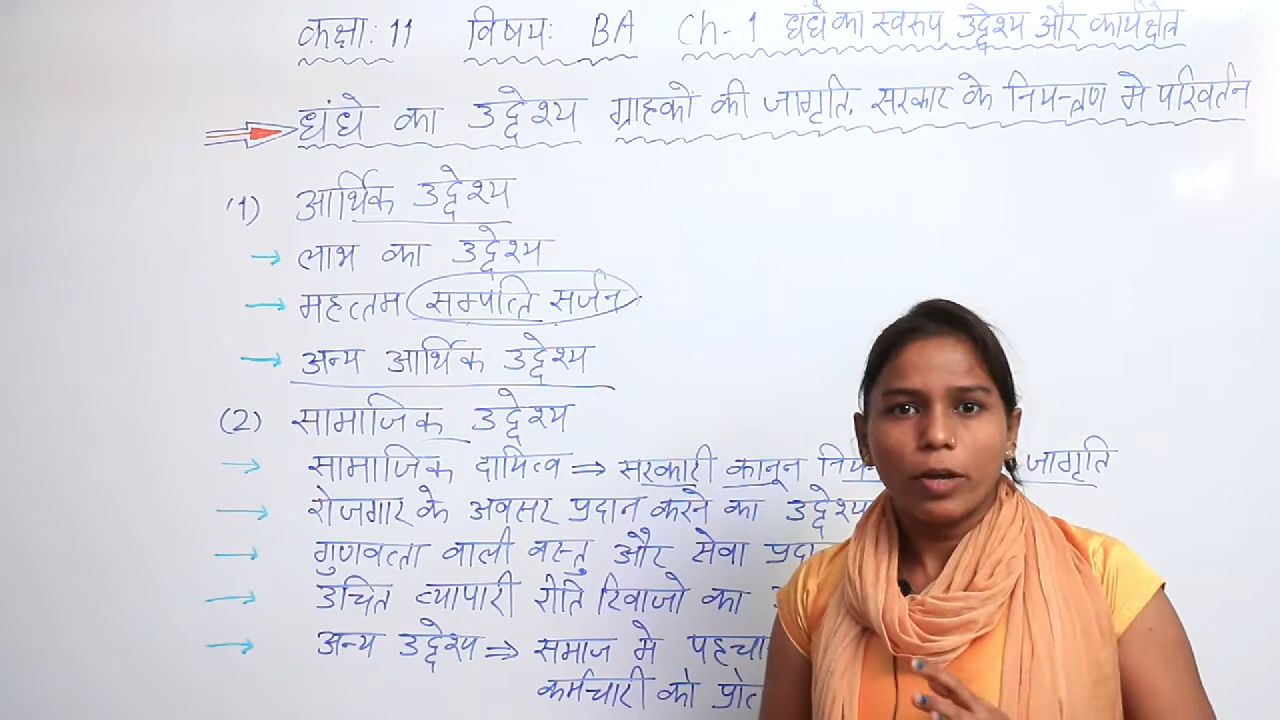 कक्षा: 11 विषय: BA Ch-1 धंधे का स्वरुप उद्देश्य और कार्यक्षेत्र
धंधे का उद्देश्य ग्राहकों की जागृति, सरकार के नियन्त्रण मे परिवर्तन
(1) आर्थिक उद्देश्य
→ लाभ का उद्देश्य
→ महत्तम सम्पत्ति सर्जन
→ अन्य आर्थिक उद्देश्य
(2) सामाजिक उद्देश्य
→ सामाजिक दायित्व ⇒ सरकारी कानून जागृति
→ रोजगार के अवसर प्रदान करने का उद्देश्य
→ गुणवत्ता वाली वस्तु और सेवा
→ उचित व्यापारी रीति रिवाजो का
→ अन्य उद्देश्य ⇒ समाज मे
कर्मचारी को